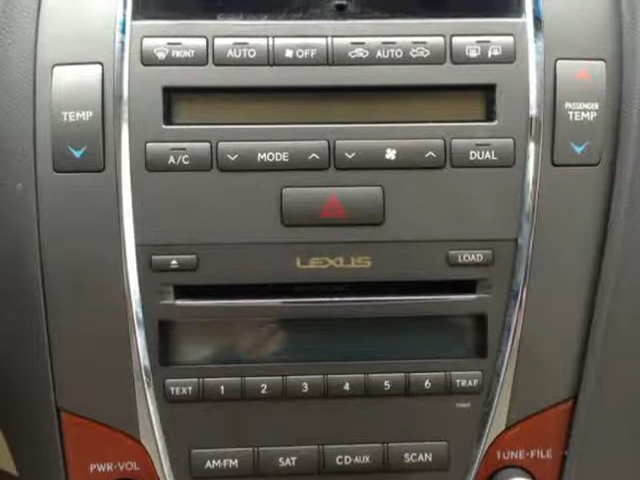 FRONT AUTO OFF AUTO
TEMP
PASSENGER
TEMP
A/C MODE DUAL
LEXUS LOAD
TEXT 1 2 3 4 5 6 TRAF
AM·FM SAT CD·AUX SCAN
PWR·VOL TUNE·FILE